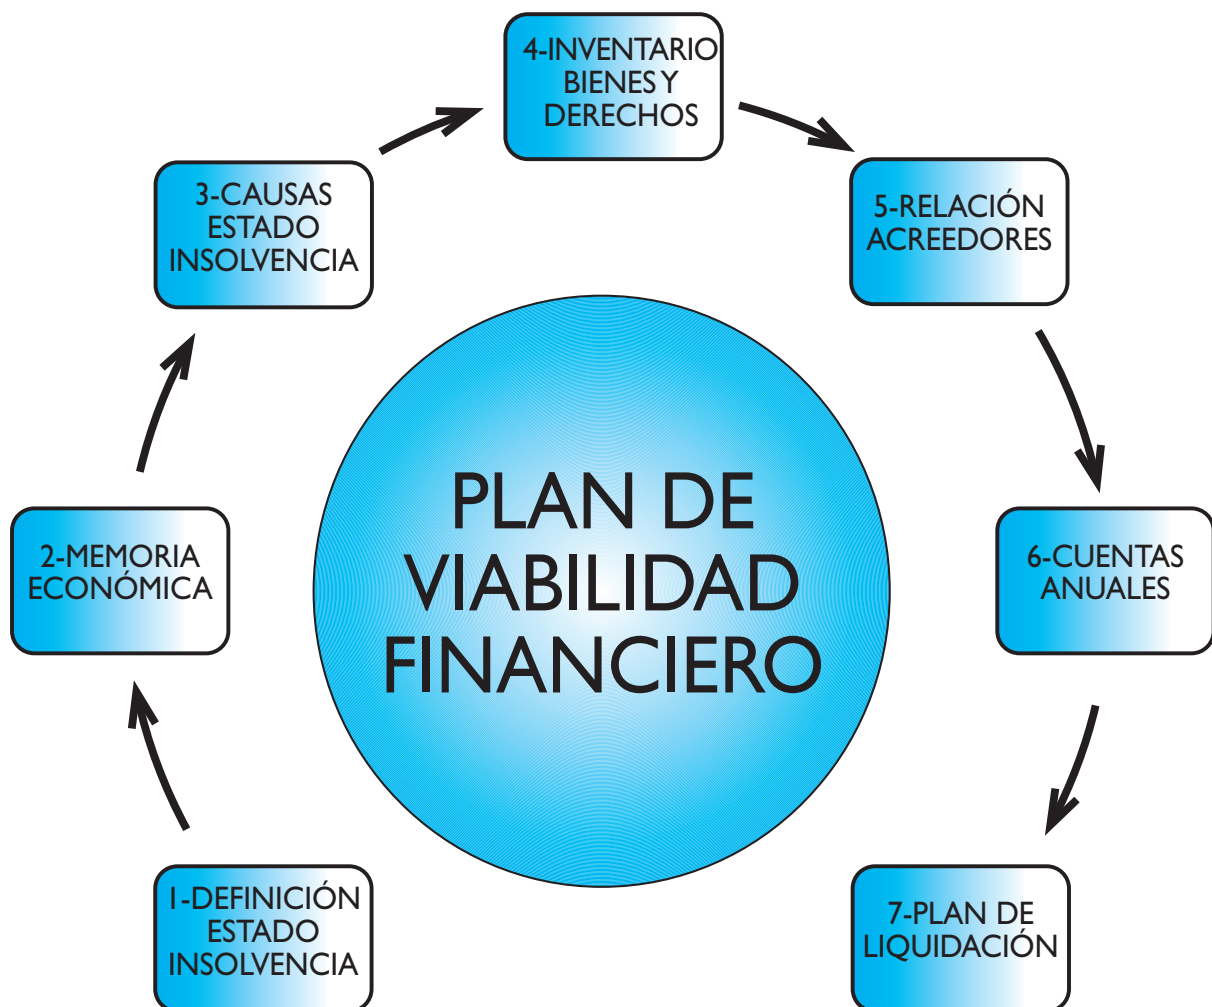 4-INVENTARIO
BIENES Y
DERECHOS
3-CAUSAS
ESTADO
INSOLVENCIA
5-RELACIÓN
ACREEDORES
PLAN DE
VIABILIDAD
FINANCIERO
2-MEMORIA
ECONÓMICA
6-CUENTAS
ANUALES
1-DEFINICIÓN
ESTADO
INSOLVENCIA
7-PLAN DE
LIQUIDACIÓN